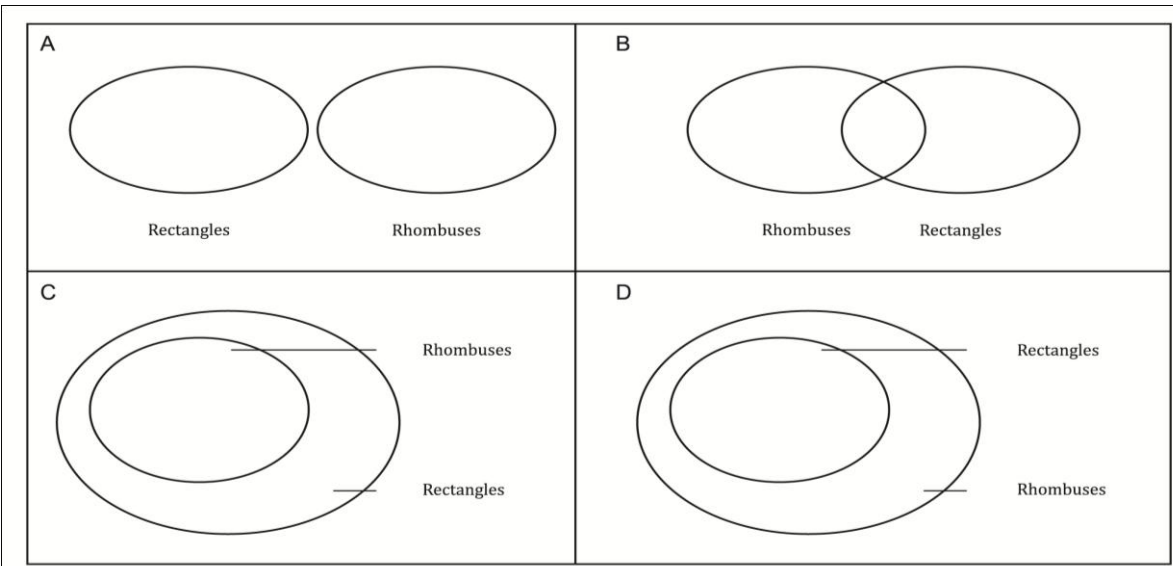 A
Rectangles Rhombuses
B
Rhombuses Rectangles
C
Rhombuses
Rectangles
D
Rectangles
Rhombuses